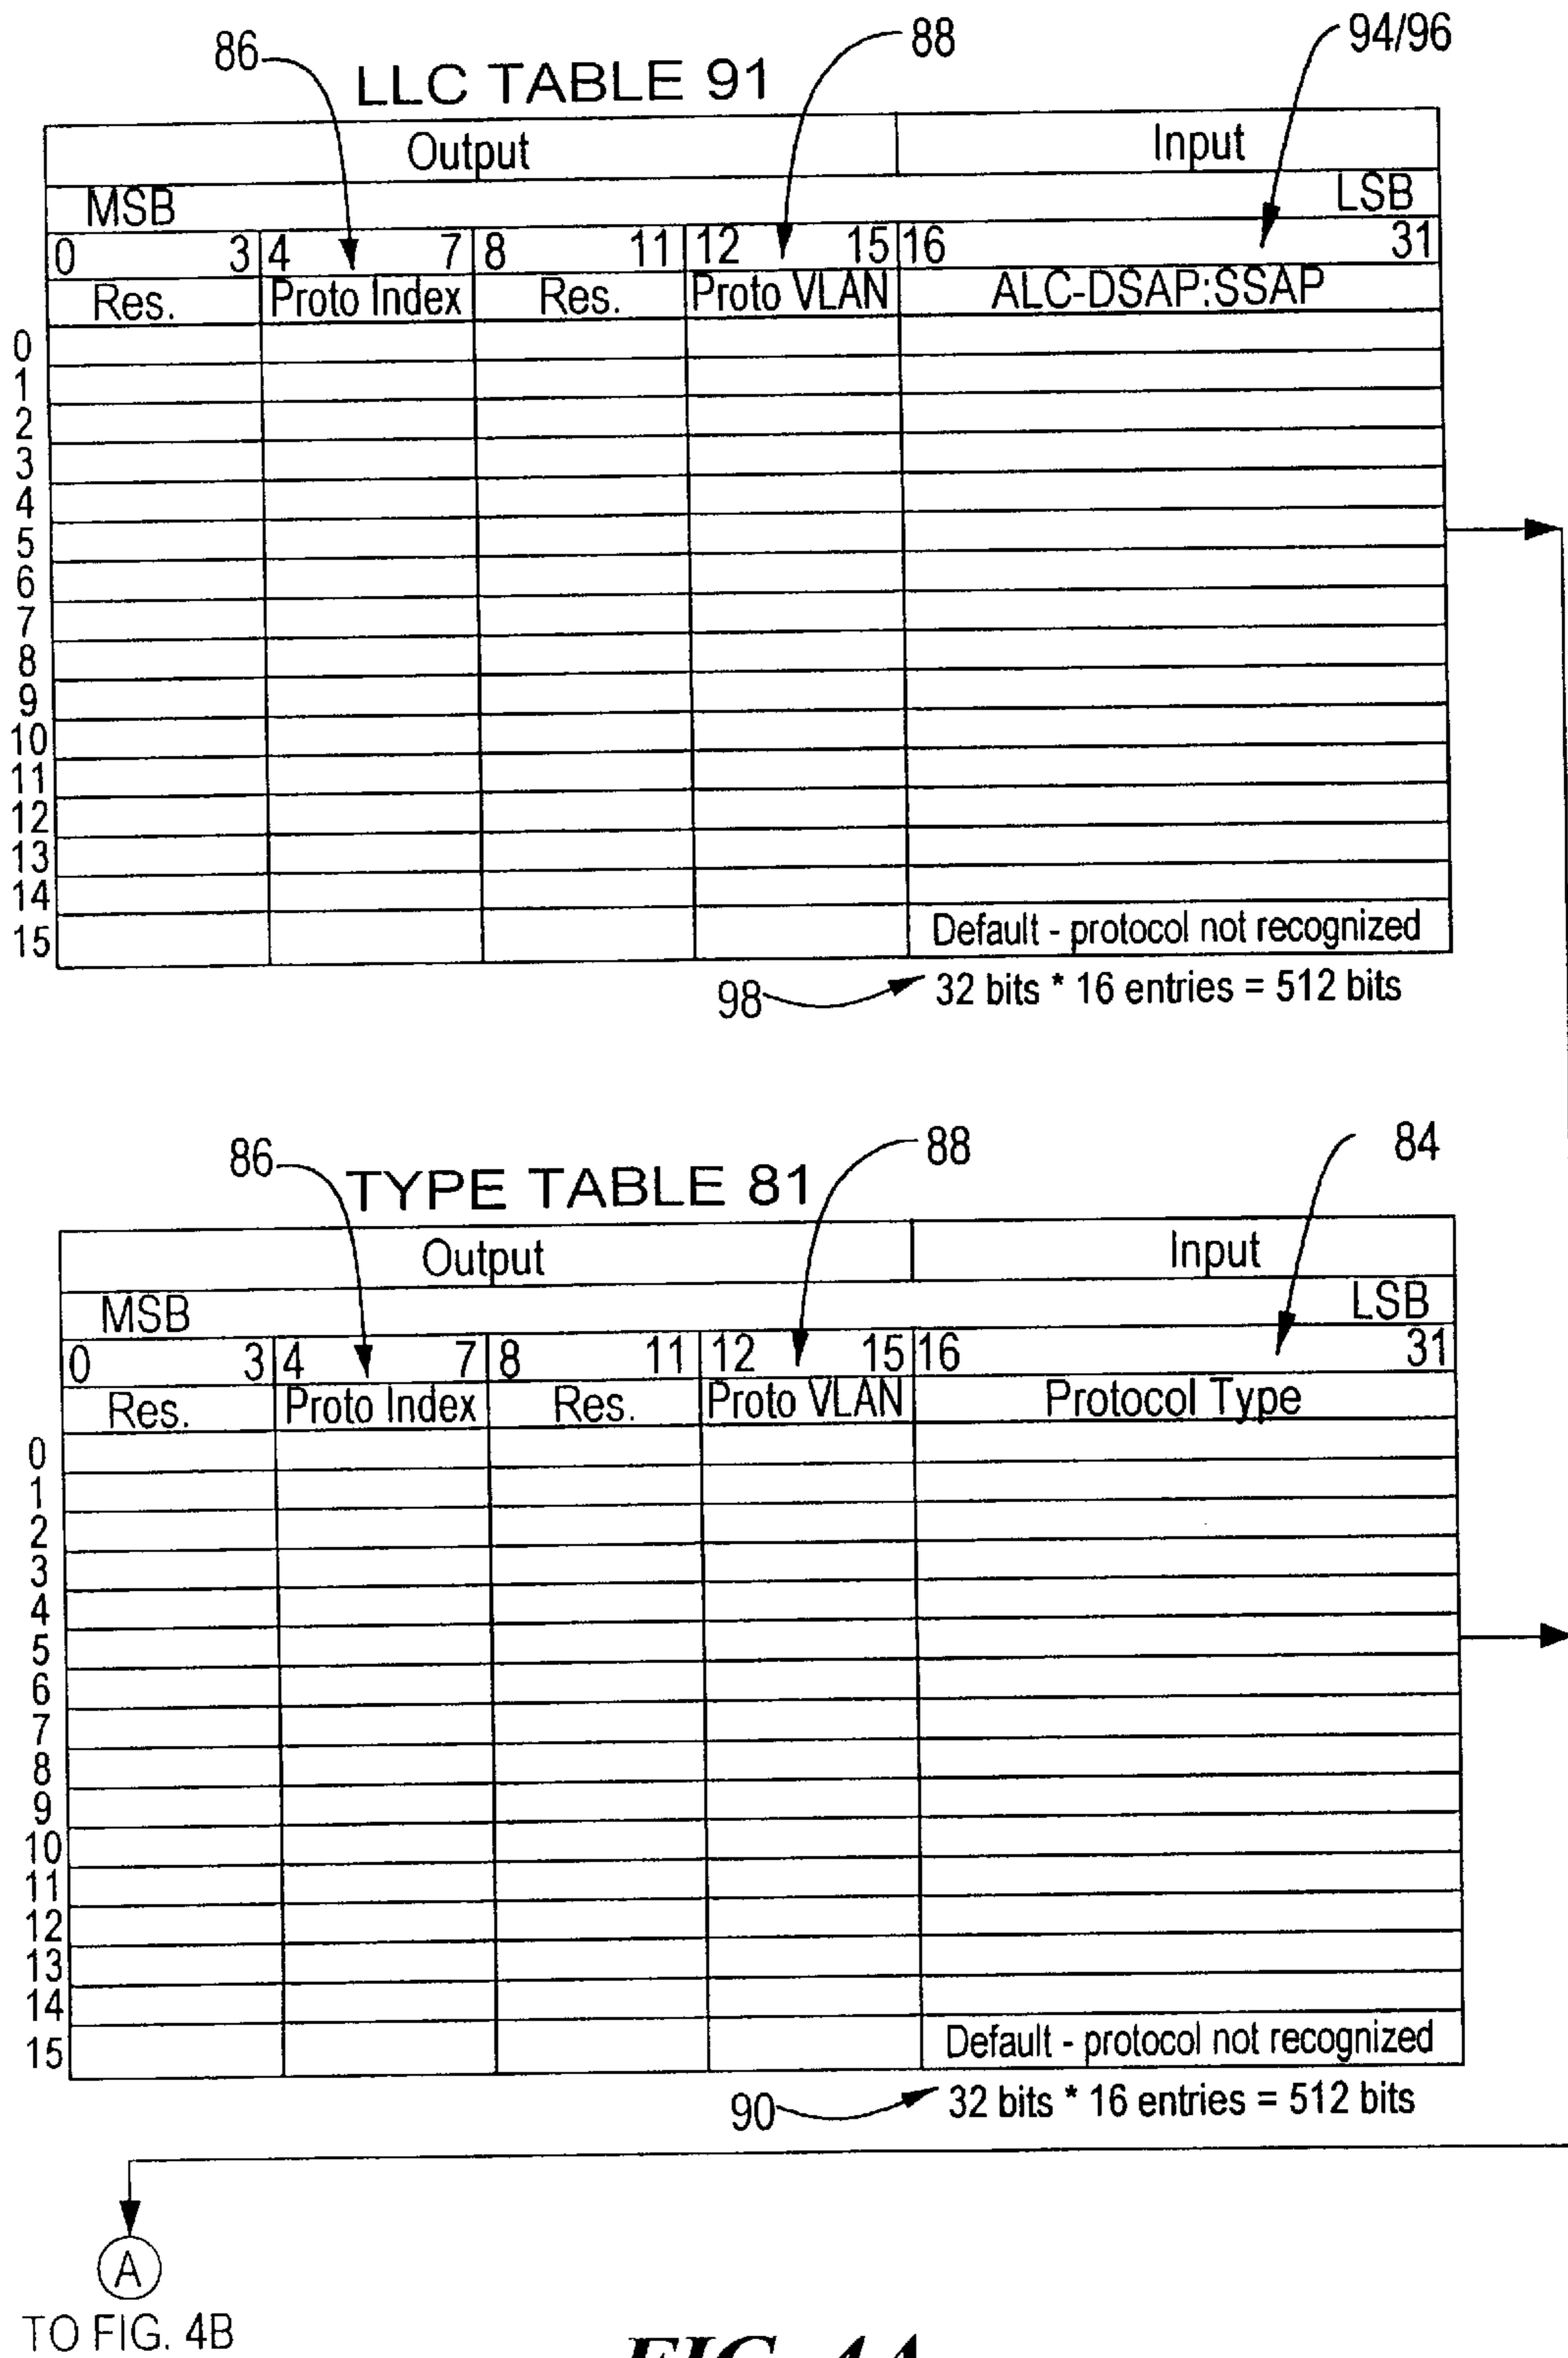 86 88 94/96
LLC TABLE 91
Output Input
MSB LSB
0 3 4 7 8 11 12 15 16 31
Res. Proto Index Res. Proto VLAN ALC-DSAP:SSAP
0
1
2
3
4
5
6
7
8
9
10
11
12
13
14
15 Default - protocol not recognized
98 32 bits * 16 entries = 512 bits
86 88 84
TYPE TABLE 81
Output Input
MSB LSB
0 3 4 7 8 11 12 15 16 31
Res. Proto Index Res. Proto VLAN Protocol Type
0
1
2
3
4
5
6
7
8
9
10
11
12
13
14
15 Default - protocol not recognized
90 32 bits * 16 entries = 512 bits
A
TO FIG. 4B
FIG. 4A